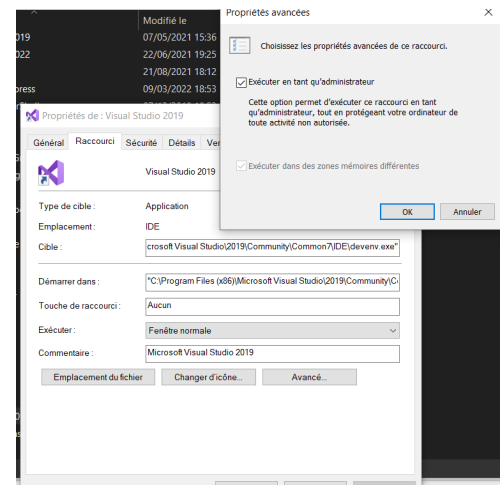 Modifié le
019
07/05/2021 15:36
022
22/06/2021 19:25
21/08/2021 18:12
press
09/03/2022 18:53
Propriétés de : Visual Studio 2019
Général Raccourci Sécurité Détails Ver
Visual Studio 2019
Type de cible : Application
Emplacement : IDE
Cible : crosoft Visual Studio\2019\Community\Common7\IDE\devenv.exe"
Démarrer dans : "C:\Program Files (x86)\Microsoft Visual Studio\2019\Community\Co
Touche de raccourci : Aucun
Exécuter : Fenêtre normale
Commentaire : Microsoft Visual Studio 2019
Emplacement du fichier Changer d'icône... Avancé...
Propriétés avancées
Choisissez les propriétés avancées de ce raccourci.
Exécuter en tant qu'administrateur
Cette option permet d'exécuter ce raccourci en tant
qu'administrateur, tout en protégeant votre ordinateur de
toute activité non autorisée.
Exécuter dans des zones mémoires différentes
OK Annuler